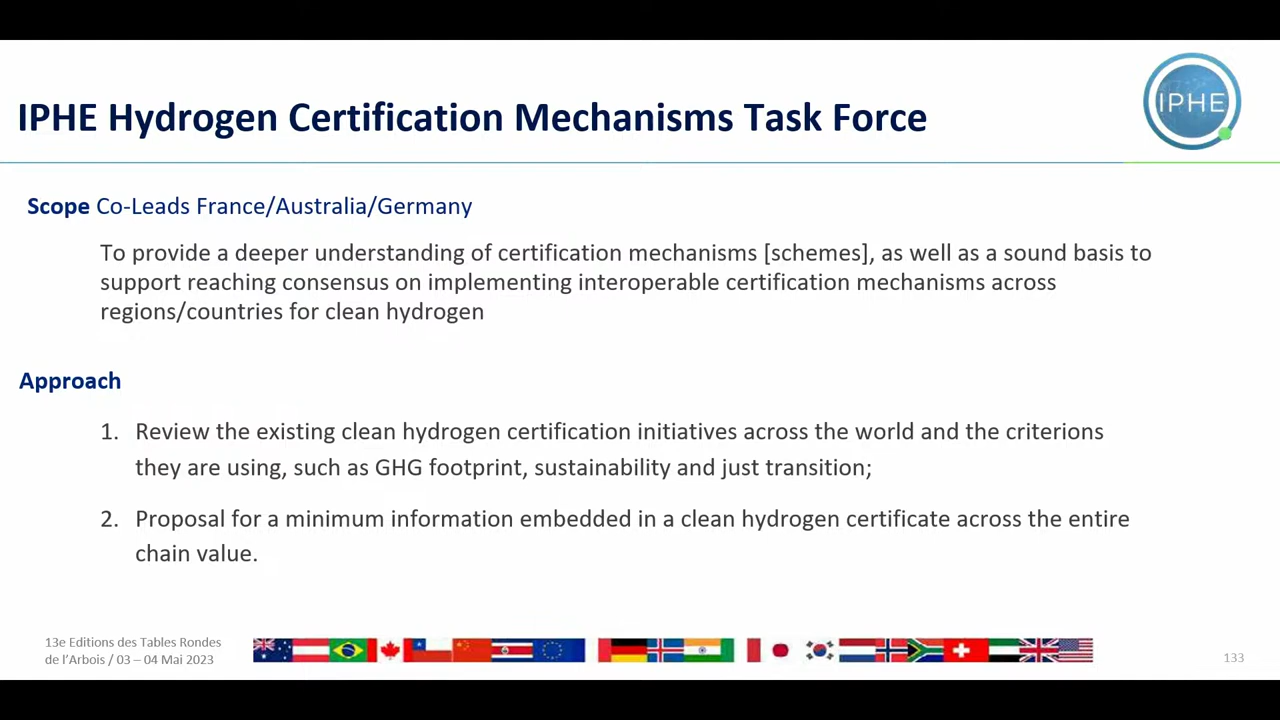 IPHE Hydrogen Certification Mechanisms Task Force
IPHE
Scope Co-Leads France/Australia/Germany
To provide a deeper understanding of certification mechanisms [schemes], as well as a sound basis to
support reaching consensus on implementing interoperable certification mechanisms across
regions/countries for clean hydrogen
Approach
1. Review the existing clean hydrogen certification initiatives across the world and the criterions
they are using, such as GHG footprint, sustainability and just transition;
2. Proposal for a minimum information embedded in a clean hydrogen certificate across the entire
chain value.
13e Editions des Tables Rondes
de l’Arbois / 03 – 04 Mai 2023
133